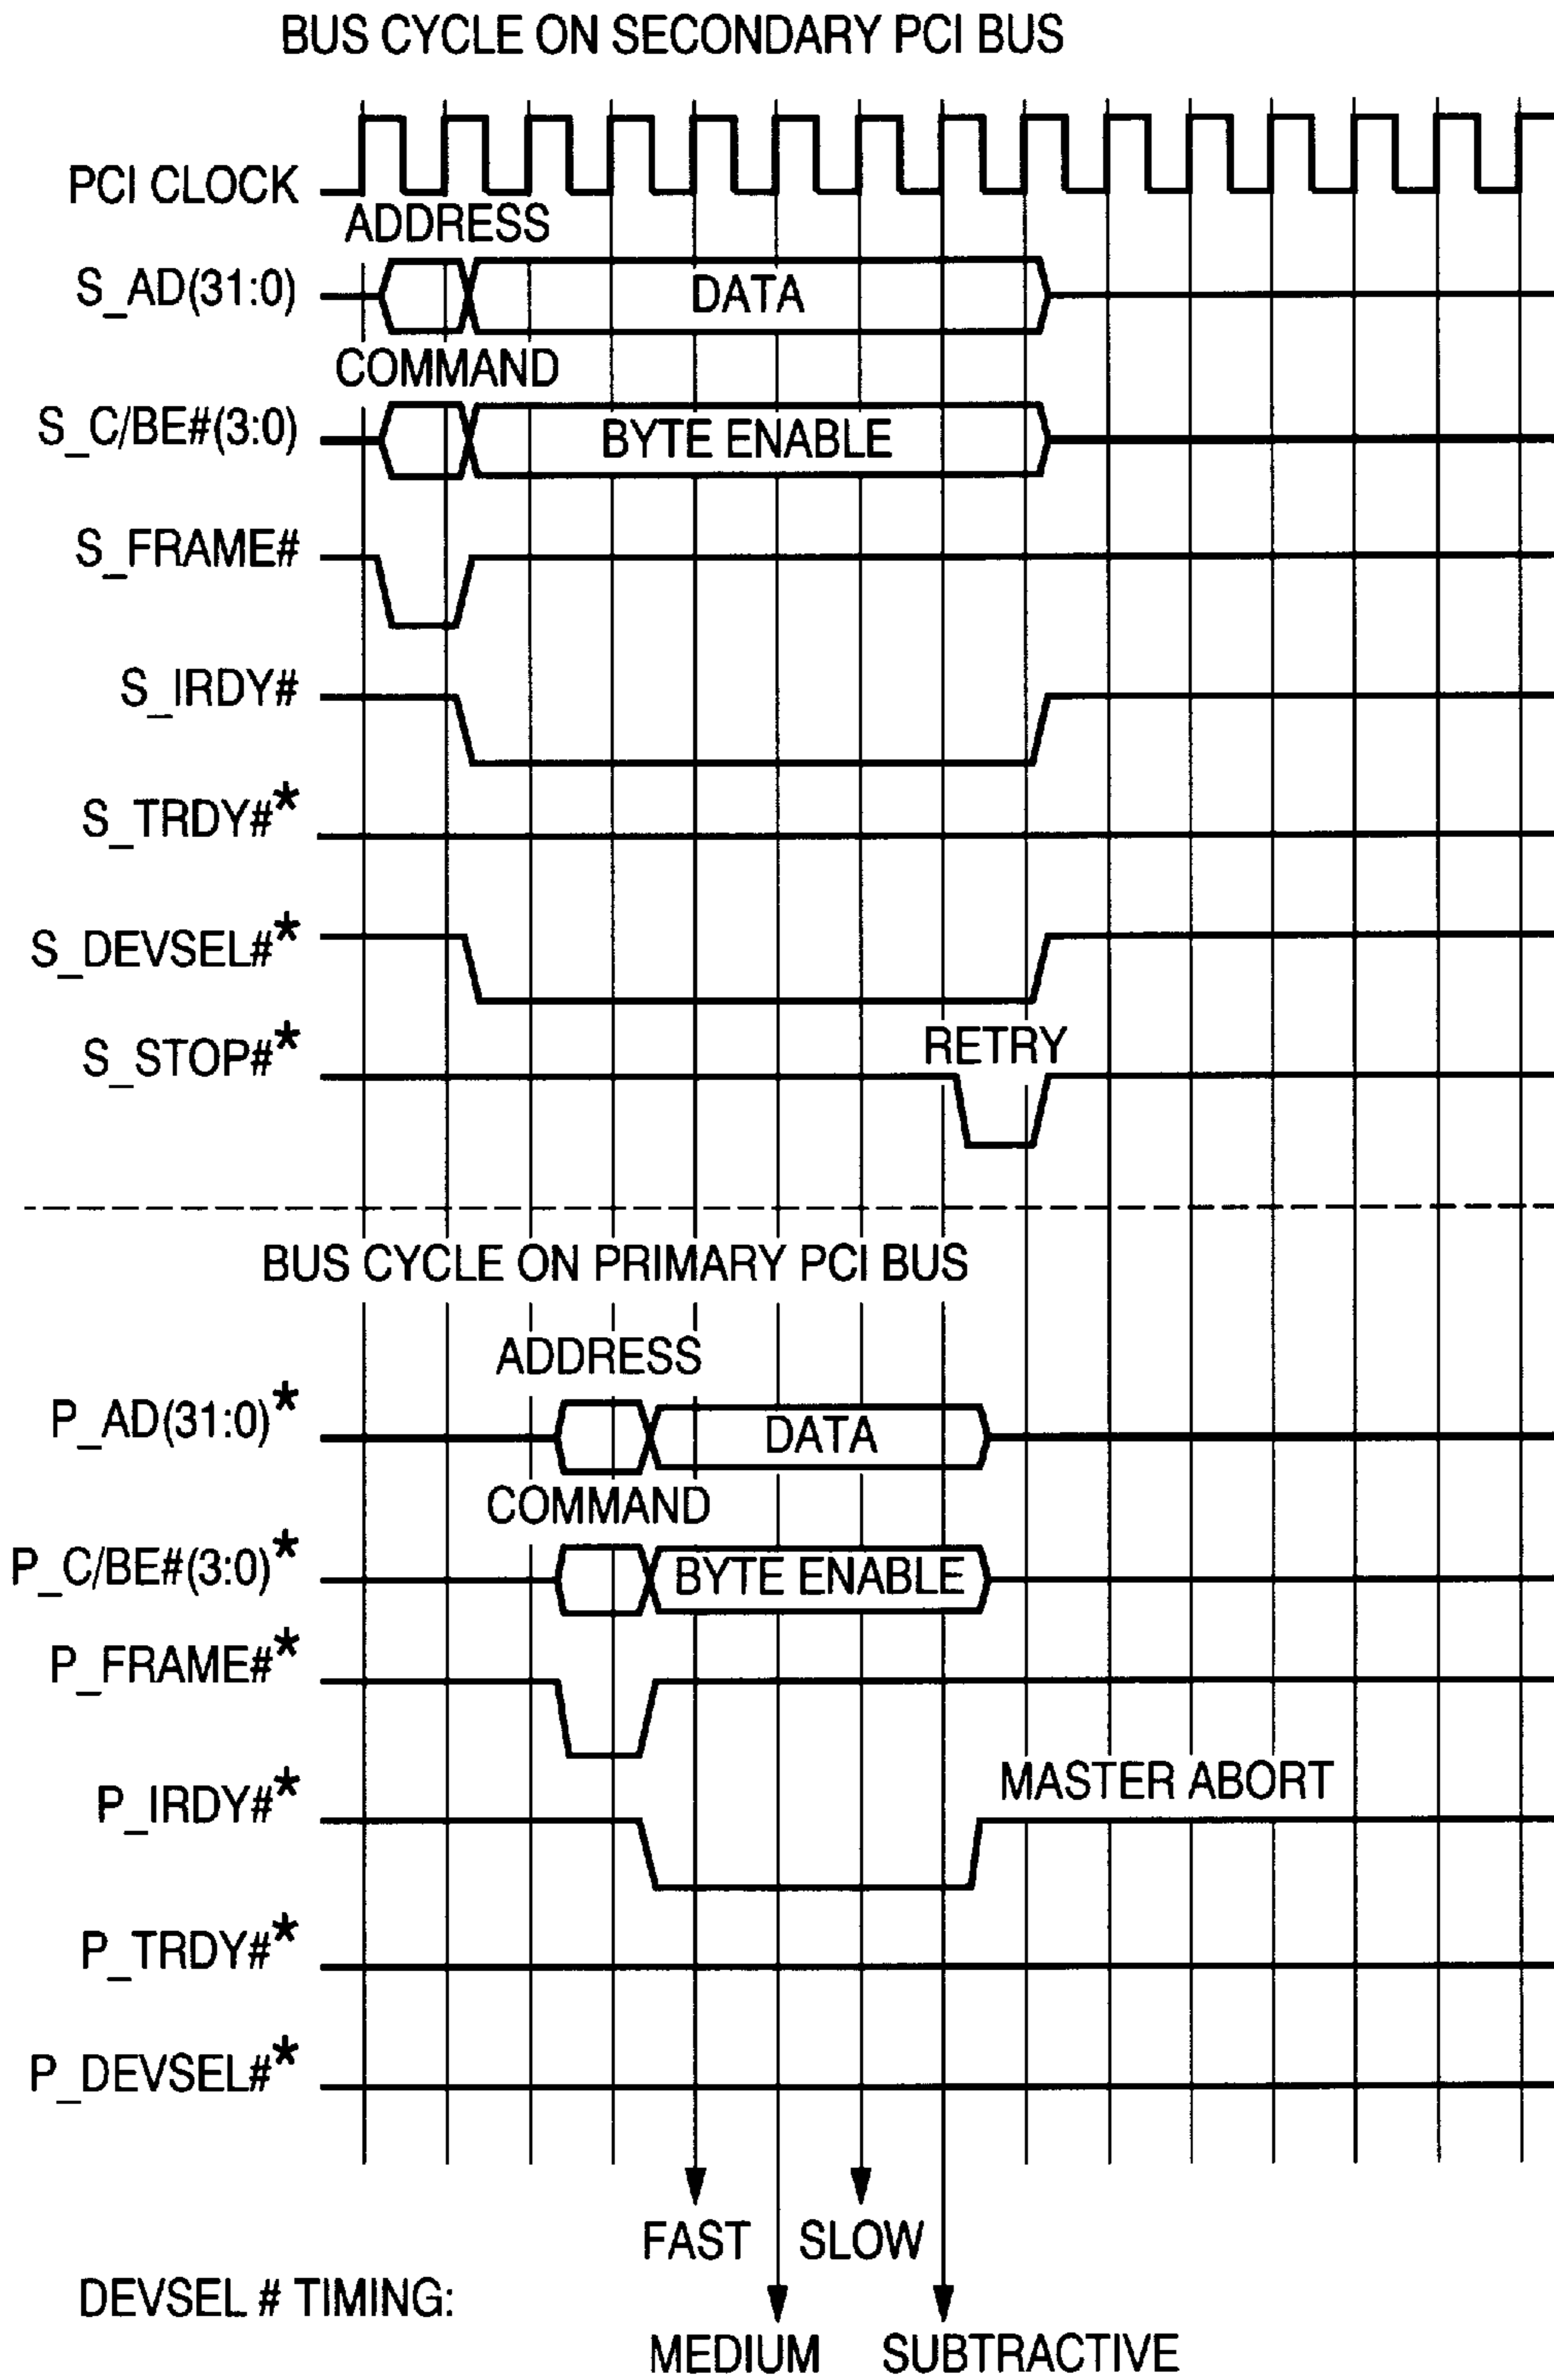 BUS CYCLE ON SECONDARY PCI BUS
PCI CLOCK
ADDRESS
S_AD(31:0)
DATA
COMMAND
S_C/BE#(3:0)
BYTE ENABLE
S_FRAME#
S_IRDY#
S_TRDY#*
S_DEVSEL#*
RETRY
S_STOP#*
BUS CYCLE ON PRIMARY PCI BUS
ADDRESS
P_AD(31:0)*
DATA
COMMAND
P_C/BE#(3:0)*
BYTE ENABLE
P_FRAME#*
MASTER ABORT
P_IRDY#*
P_TRDY#*
P_DEVSEL#*
FAST SLOW
DEVSEL # TIMING:
MEDIUM SUBTRACTIVE